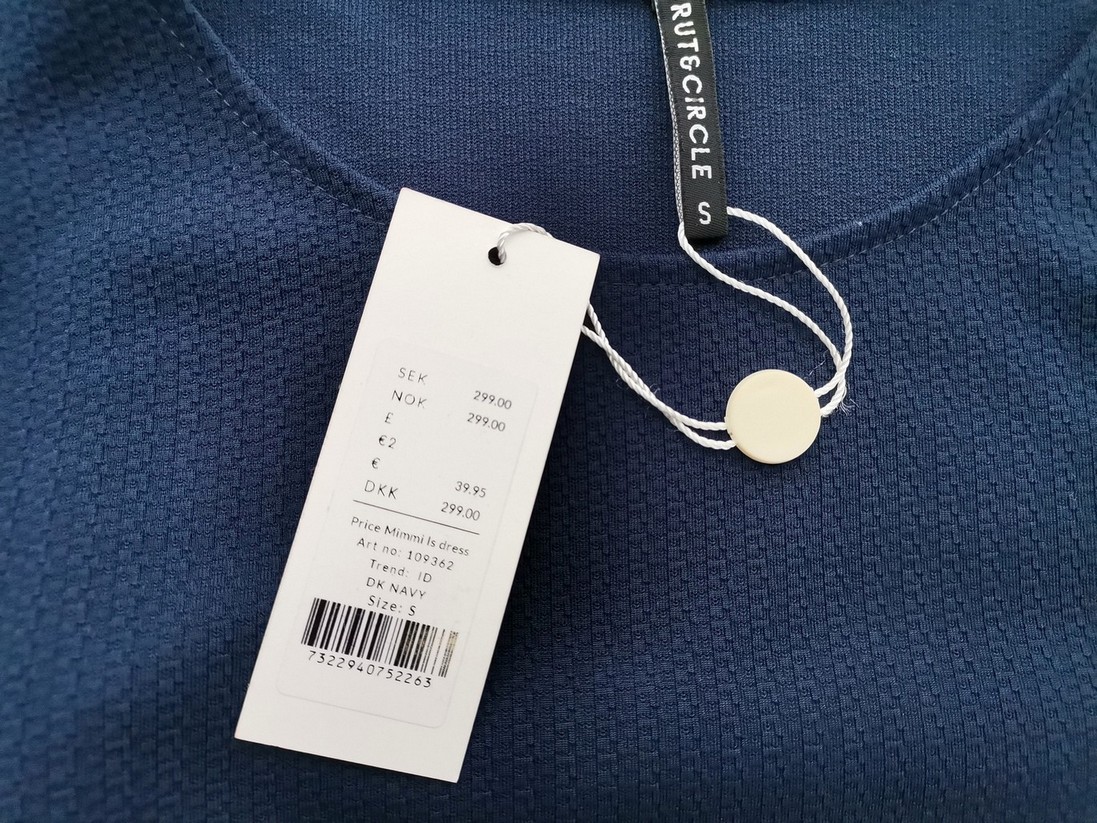 RUT&CIRCLE S
SEK 299.00
NOK 299.00
£
€2
€ 39.95
DKK 299.00
Price Mimmi ls dress
Art no: 109362
Trend: ID
DK NAVY
Size: S
7322940752263